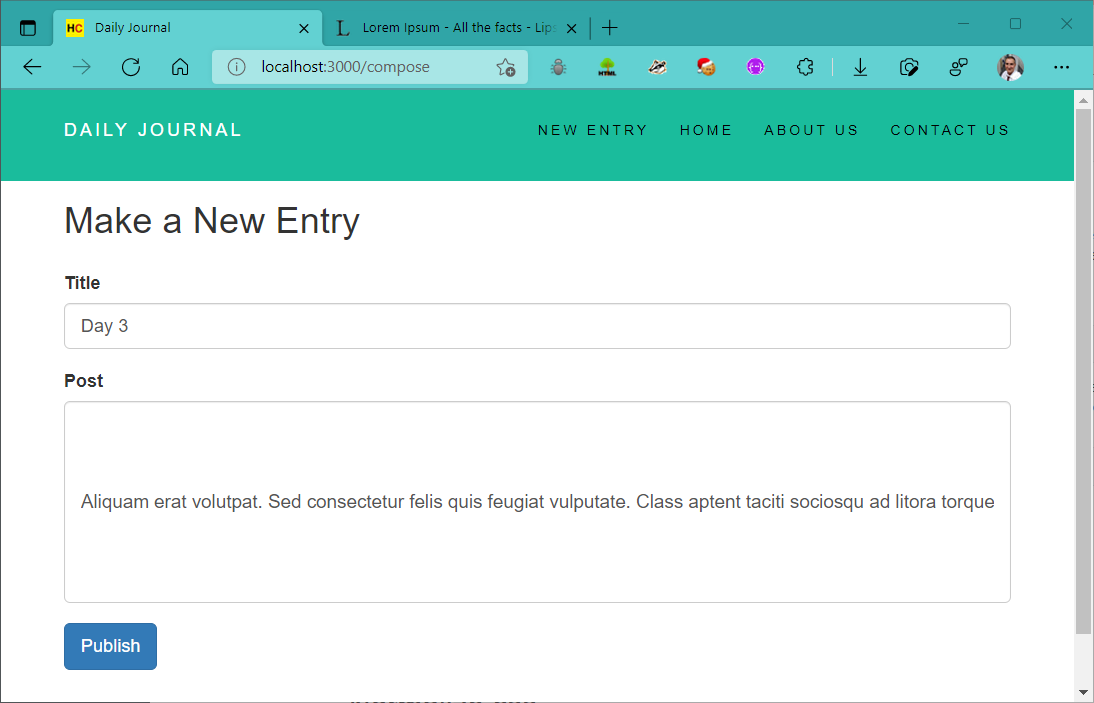 HC Daily Journal
L Lorem Ipsum - All the facts - Lips
localhost:3000/compose
HTML
DAILY JOURNAL
NEW ENTRY
HOME
ABOUT US
CONTACT US
Make a New Entry
Title
Day 3
Post
Aliquam erat volutpat. Sed consectetur felis quis feugiat vulputate. Class aptent taciti sociosqu ad litora torque
Publish